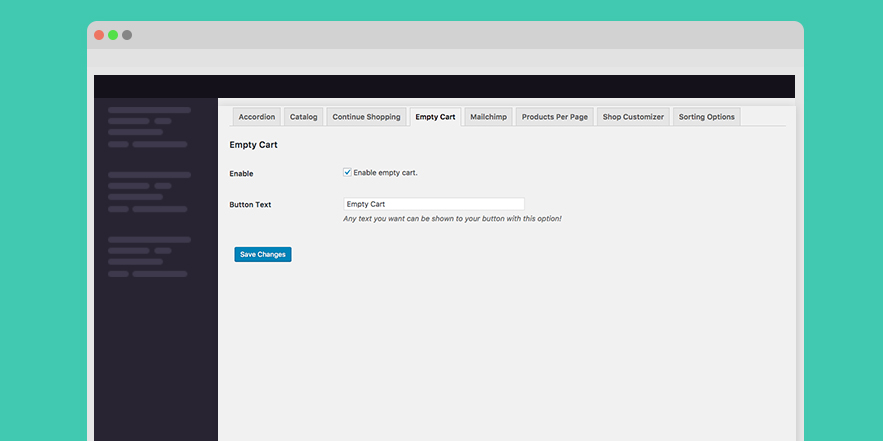 Accordion Catalog Continue Shopping Empty Cart Mailchimp Products Per Page Shop Customizer Sorting Options
Empty Cart
Enable Enable empty cart.
Button Text Empty Cart
Any text you want can be shown to your button with this option!
Save Changes